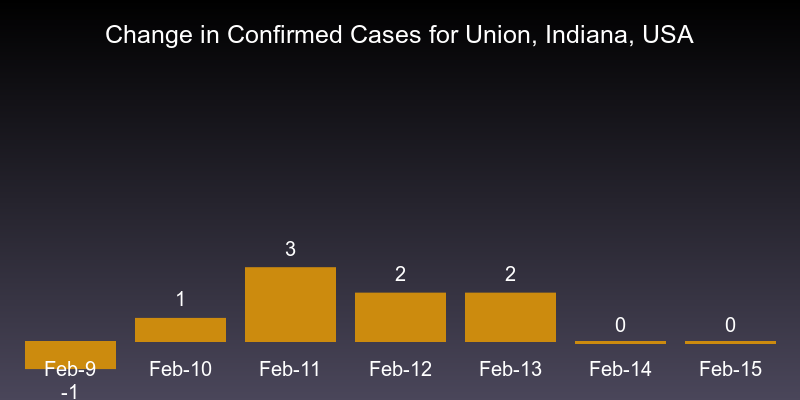 Change in Confirmed Cases for Union, Indiana, USA
3
2
2
1
0
0
Feb-9
Feb-10
Feb-11
Feb-12
Feb-13
Feb-14
Feb-15
-1